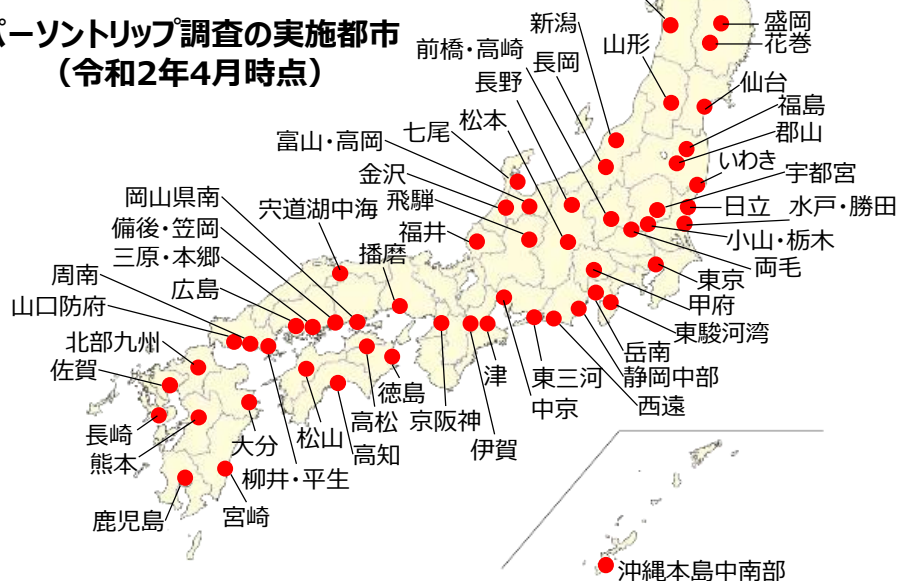 パーソントリップ調査の実施都市
（令和2年4月時点）
盛岡
花巻
新潟
山形
前橋・高崎
長岡
仙台
長野
福島
松本
郡山
七尾
富山・高岡
いわき
金沢
宇都宮
岡山県南
飛騨
宍道湖中海
日立
水戸・勝田
備後・笠岡
福井
小山・栃木
三原・本郷
播磨
両毛
周南
東京
広島
甲府
山口防府
東駿河湾
北部九州
岳南
佐賀
津
東三河
静岡中部
徳島
西遠
長崎
大分
松山
高松
京阪神
中京
伊賀
熊本
高知
柳井・平生
鹿児島
宮崎
沖縄本島中南部